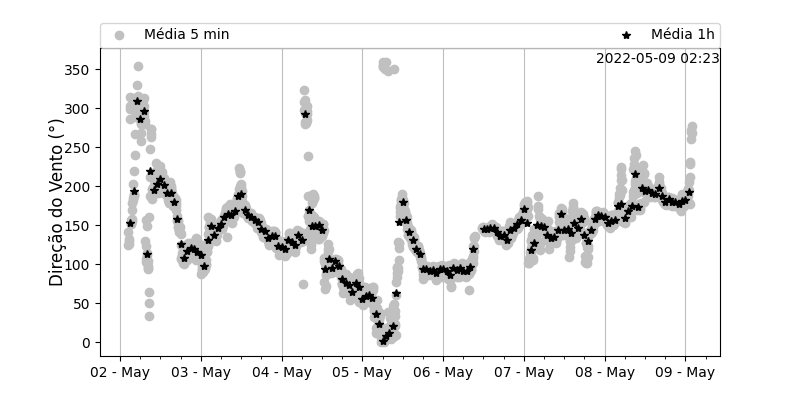 Média 5 min
Média 1h
2022-05-09 02:23
Direção do Vento (°)
350
300
250
200
150
100
50
0
02 - May
03 - May
04 - May
05 - May
06 - May
07 - May
08 - May
09 - May